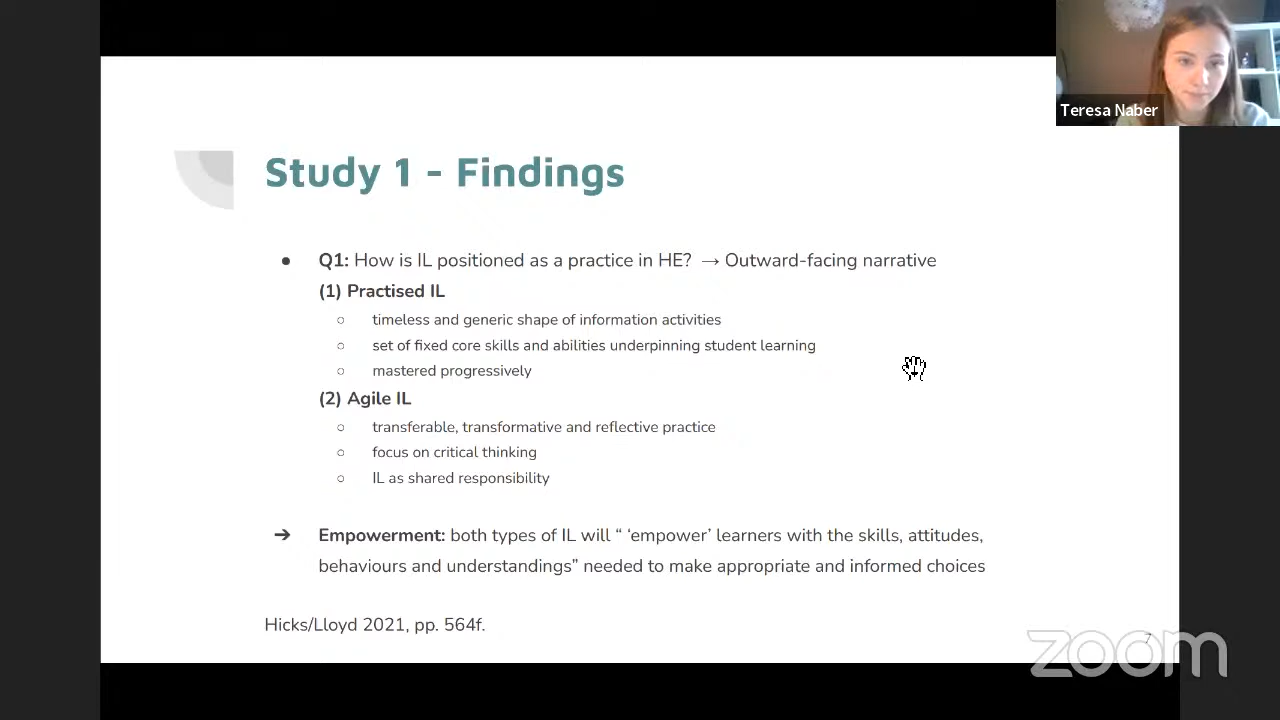 Teresa Naber
Study 1 - Findings
● Q1: How is IL positioned as a practice in HE? → Outward-facing narrative
(1) Practised IL
○ timeless and generic shape of information activities
○ set of fixed core skills and abilities underpinning student learning
○ mastered progressively
(2) Agile IL
○ transferable, transformative and reflective practice
○ focus on critical thinking
○ IL as shared responsibility
➔ Empowerment: both types of IL will “ ‘empower’ learners with the skills, attitudes,
behaviours and understandings” needed to make appropriate and informed choices
Hicks/Lloyd 2021, pp. 564f.
7
zoom